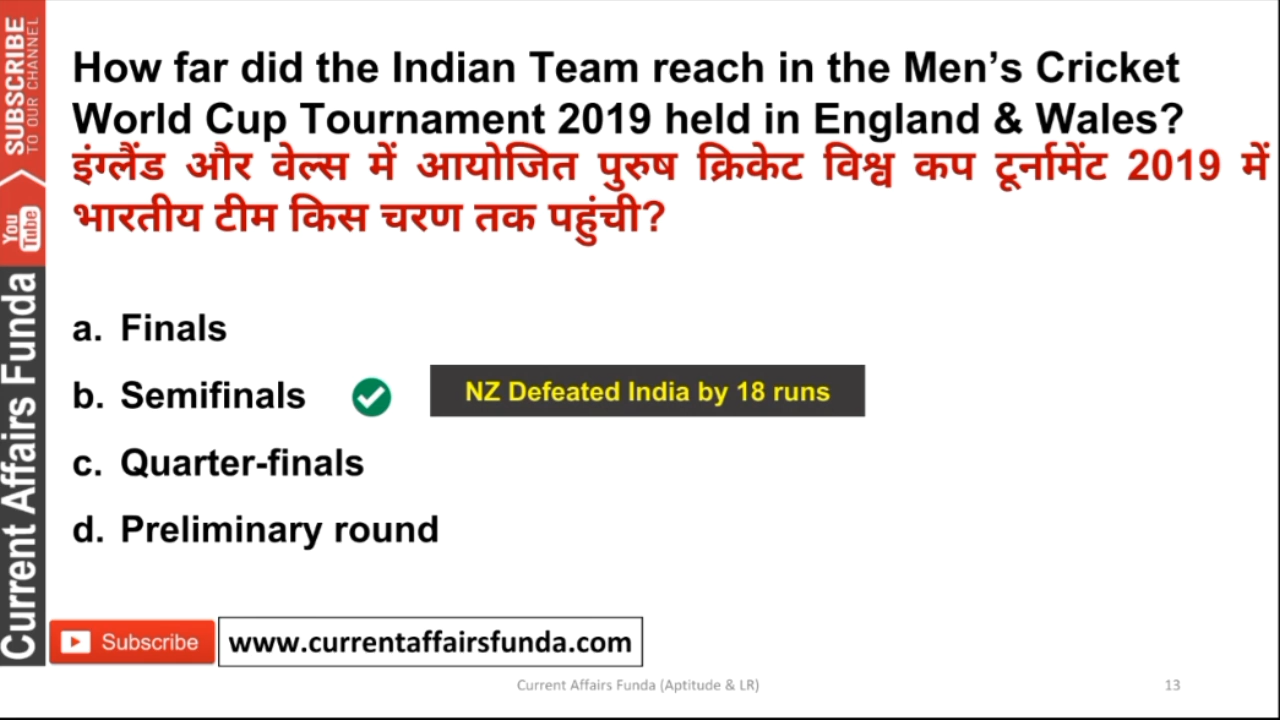 How far did the Indian Team reach in the Men’s Cricket
World Cup Tournament 2019 held in England & Wales?
इंग्लैंड और वेल्स में आयोजित पुरुष क्रिकेट विश्व कप टूर्नामेंट 2019 में
भारतीय टीम किस चरण तक पहुंची?
a. Finals
b. Semifinals
NZ Defeated India by 18 runs
c. Quarter-finals
d. Preliminary round
SUBSCRIBE
TO OUR CHANNEL
You
Tube
Current Affairs Funda
Subscribe
www.currentaffairsfunda.com
Current Affairs Funda (Aptitude & LR)
13